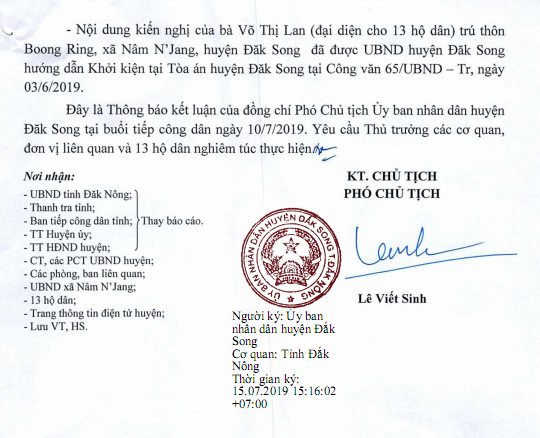 - Nội dung kiến nghị của bà Võ Thị Lan (đại diện cho 13 hộ dân) trú thôn
Boong Ring, xã Nâm N'Jang, huyện Đăk Song đã được UBND huyện Đăk Song
hướng dẫn Khởi kiện tại Tòa án huyện Đăk Song tại Công văn 65/UBND – Tr, ngày
03/6/2019.
Đây là Thông báo kết luận của đồng chí Phó Chủ tịch Ủy ban nhân dân huyện
Đăk Song tại buổi tiếp công dân ngày 10/7/2019. Yêu cầu Thủ trưởng các cơ quan,
đơn vị liên quan và 13 hộ dân nghiêm túc thực hiện
Nơi nhận:
- UBND tỉnh Đăk Nông;
- Thanh tra tỉnh;
- Ban tiếp công dân tỉnh;
Thay báo cáo.
- TT Huyện ủy;
- TT HĐND huyện;
- CT, các PCT UBND huyện;
- Các phòng, ban liên quan;
- UBND xã Nâm N'Jang;
- 13 hộ dân;
- Trang thông tin điện tử huyện;
- Lưu VT, HS.
KT. CHỦ TỊCH
PHÓ CHỦ TỊCH
ỦY BAN NHÂN DÂN HUYỆN ĐẮK SONG T. ĐẮK NÔNG
Lê Viết Sinh
Người ký: Ủy ban
nhân dân huyện Đắk
Song
Cơ quan: Tỉnh Đắk
Nông
Thời gian ký:
15.07.2019 15:16:02
+07:00